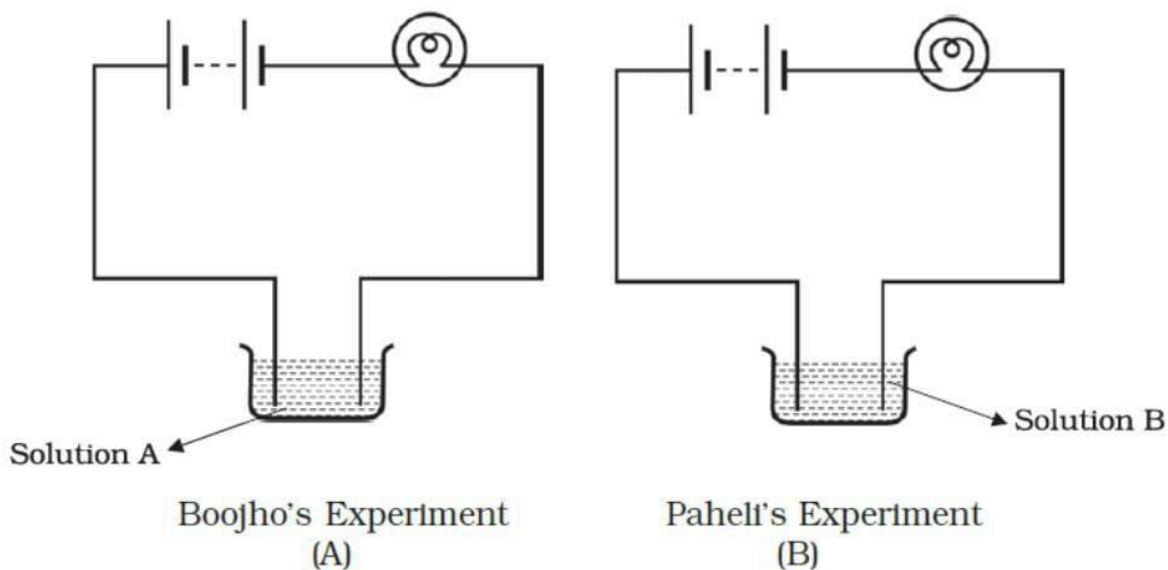 Solution A
Solution B
Boojho's Experiment
(A)
Paheli's Experiment
(B)